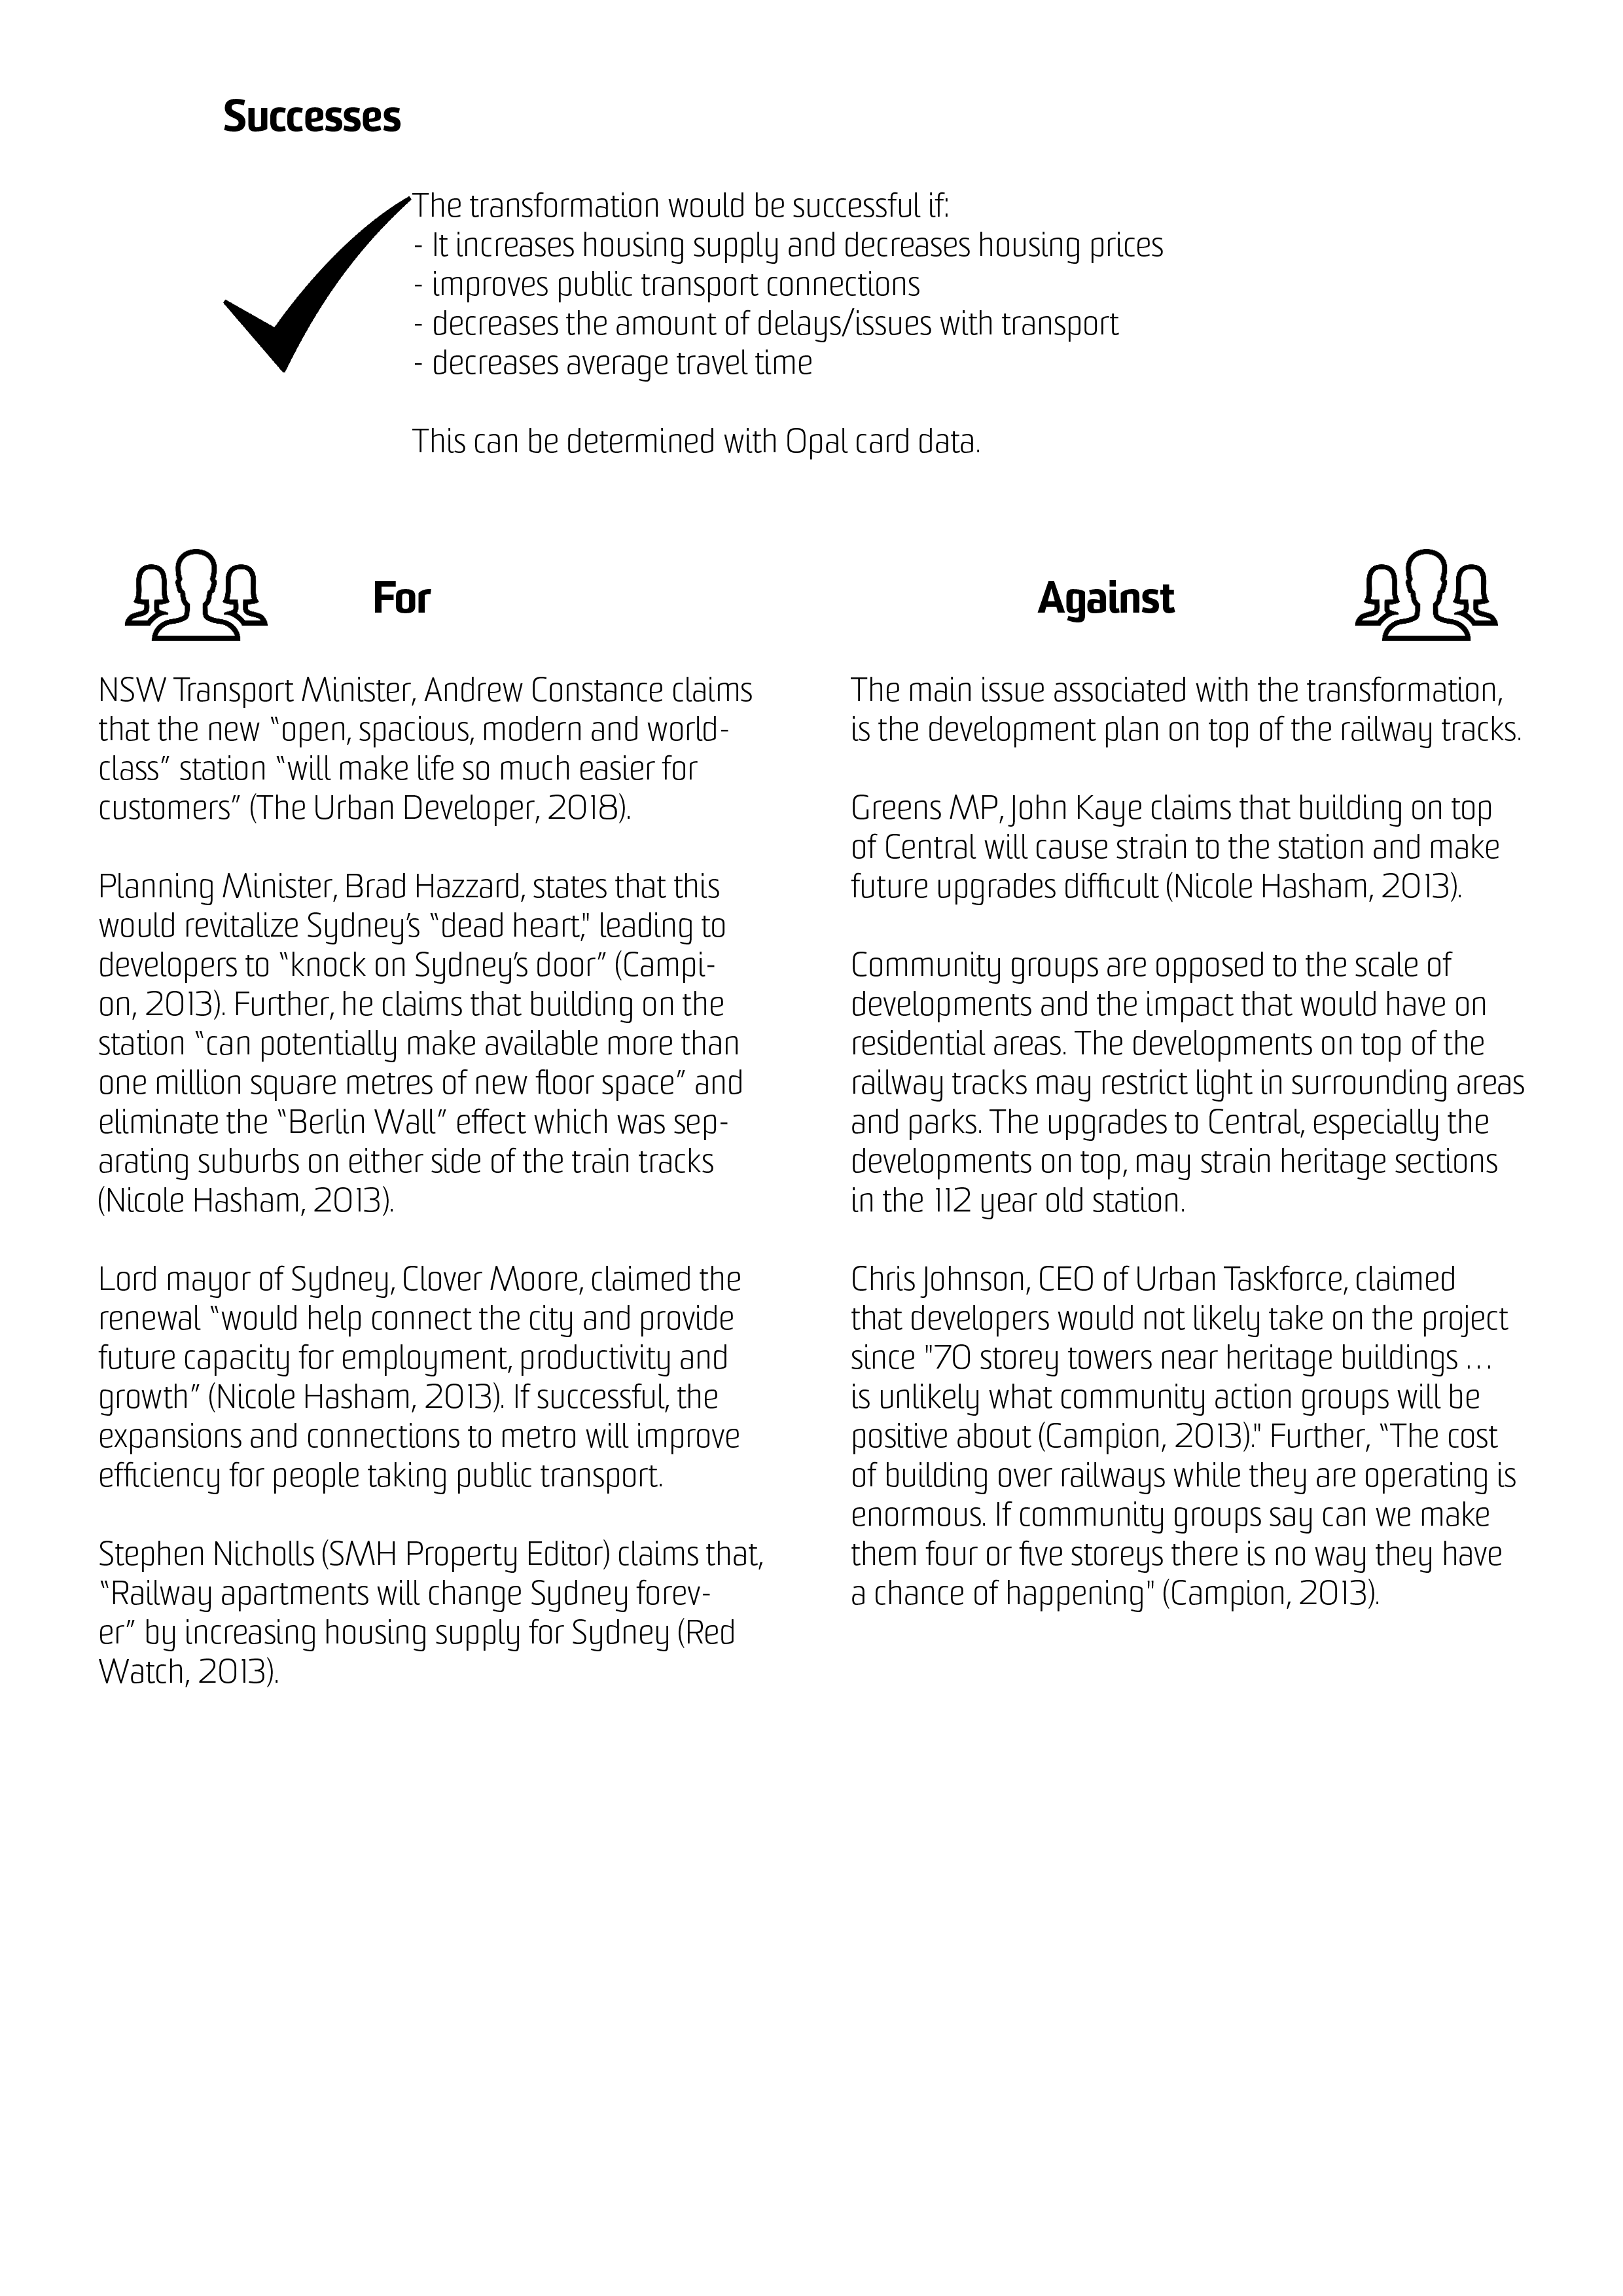 Successes
The transformation would be successful if:
- It increases housing supply and decreases housing prices
- improves public transport connections
- decreases the amount of delays/issues with transport
- decreases average travel time
This can be determined with Opal card data.
For
NSW Transport Minister, Andrew Constance claims
that the new “open, spacious, modern and world-
class” station “will make life so much easier for
customers” (The Urban Developer, 2018).
Planning Minister, Brad Hazzard, states that this
would revitalize Sydney’s “dead heart," leading to
developers to “knock on Sydney’s door” (Campi-
on, 2013). Further, he claims that building on the
station “can potentially make available more than
one million square metres of new floor space” and
eliminate the “Berlin Wall” effect which was sep-
arating suburbs on either side of the train tracks
(Nicole Hasham, 2013).
Lord mayor of Sydney, Clover Moore, claimed the
renewal “would help connect the city and provide
future capacity for employment, productivity and
growth” (Nicole Hasham, 2013). If successful, the
expansions and connections to metro will improve
efficiency for people taking public transport.
Stephen Nicholls (SMH Property Editor) claims that,
“Railway apartments will change Sydney forev-
er” by increasing housing supply for Sydney (Red
Watch, 2013).
Against
The main issue associated with the transformation,
is the development plan on top of the railway tracks.
Greens MP, John Kaye claims that building on top
of Central will cause strain to the station and make
future upgrades difficult (Nicole Hasham, 2013).
Community groups are opposed to the scale of
developments and the impact that would have on
residential areas. The developments on top of the
railway tracks may restrict light in surrounding areas
and parks. The upgrades to Central, especially the
developments on top, may strain heritage sections
in the 112 year old station.
Chris Johnson, CEO of Urban Taskforce, claimed
that developers would not likely take on the project
since "70 storey towers near heritage buildings …
is unlikely what community action groups will be
positive about (Campion, 2013)." Further, “The cost
of building over railways while they are operating is
enormous. If community groups say can we make
them four or five storeys there is no way they have
a chance of happening" (Campion, 2013).